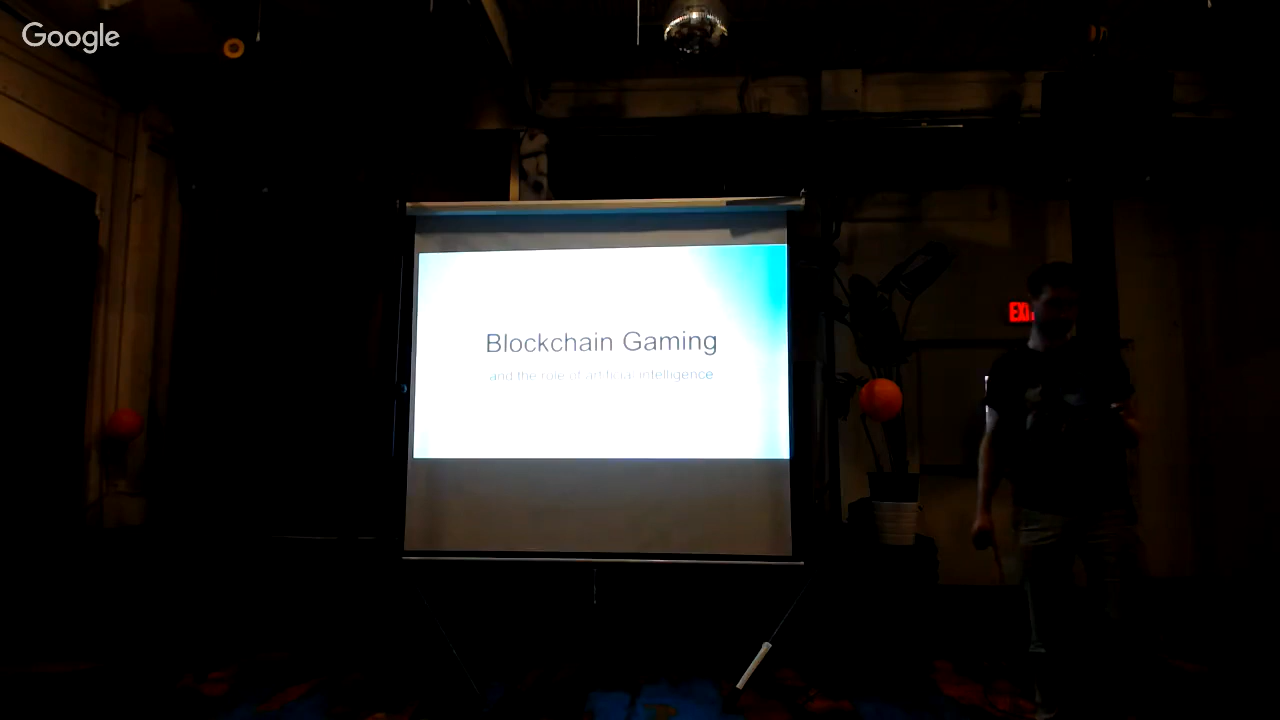 Google
Blockchain Gaming
and the role of artificial intelligence
EXIT